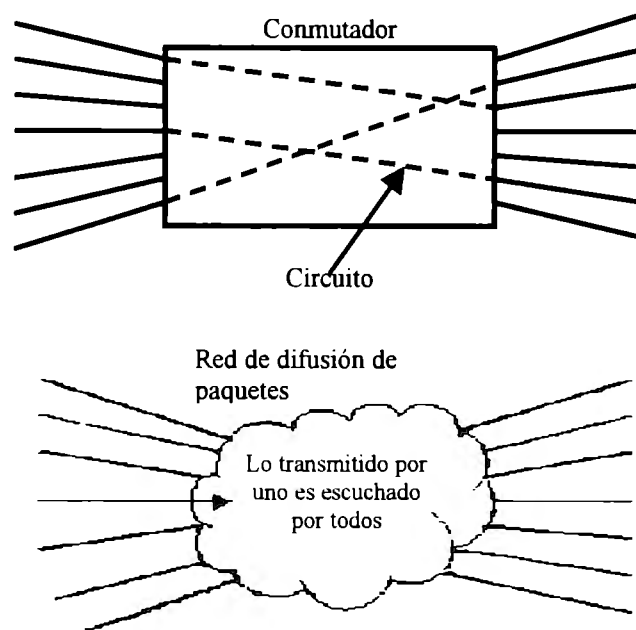 Conmutador
Circuito
Red de difusión de
paquetes
Lo transmitido por
uno es escuchado
por todos